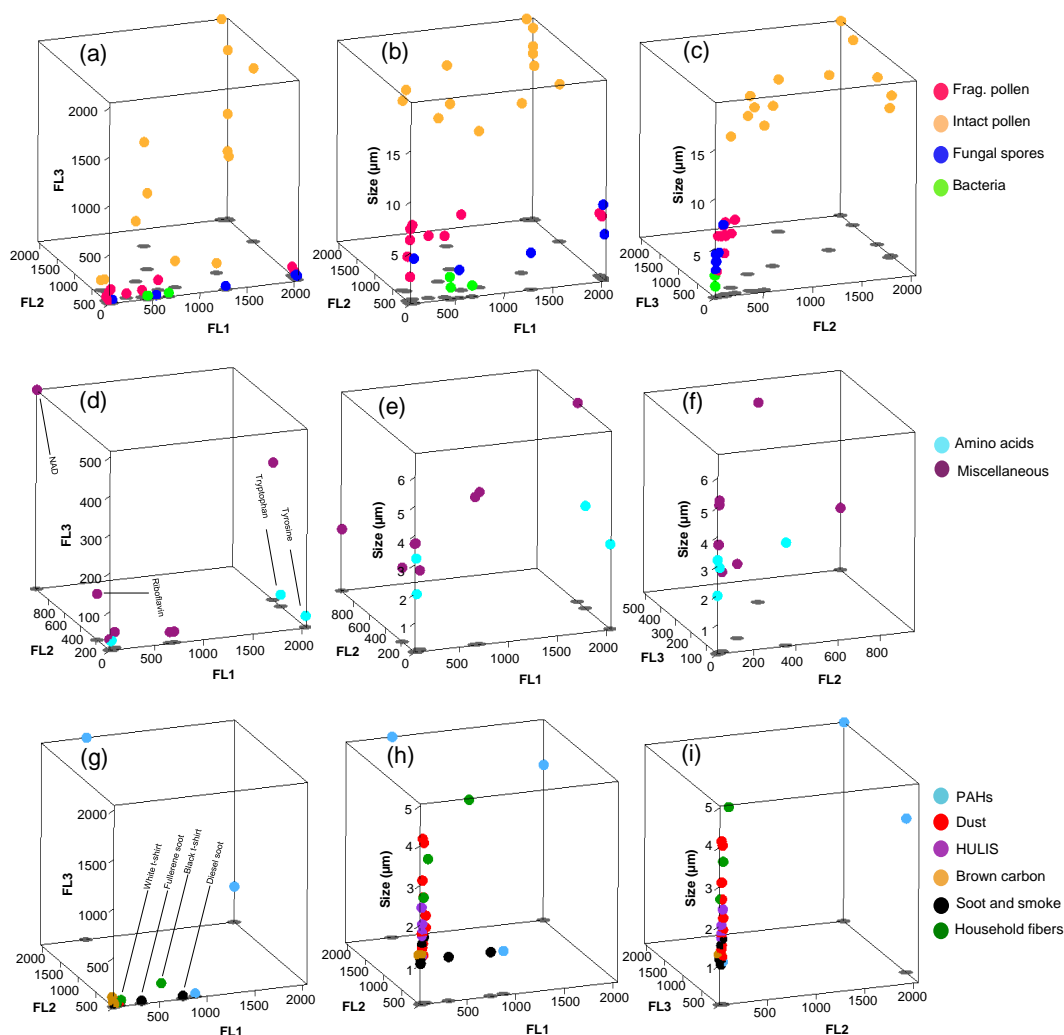 (a)
FL3
2000
1500
1000
500
0
2000
1500
1000
500
FL2
0
500
1000
1500
2000
FL1
(b)
Size (µm)
15
10
5
2000
1500
1000
500
FL2
0
500
1000
1500
2000
FL1
(c)
Size (µm)
15
10
5
2000
1500
1000
500
FL3
0
500
1000
1500
2000
FL2
Frag. pollen
Intact pollen
Fungal spores
Bacteria
(d)
NAD
Riboflavin
Tryptophan
Tyrosine
FL3
500
400
300
200
100
0
800
600
400
200
FL2
0
500
1000
1500
2000
FL1
(e)
Size (µm)
6
5
4
3
2
1
800
600
400
200
FL2
0
500
1000
1500
2000
FL1
(f)
Size (µm)
6
5
4
3
2
1
500
400
300
200
100
FL3
0
200
400
600
800
FL2
Amino acids
Miscellaneous
(g)
White t-shirt
Fullerene soot
Black t-shirt
Diesel soot
FL3
2000
1500
1000
500
2000
1500
1000
500
0
FL2
500
1000
1500
2000
FL1
(h)
Size (µm)
5
4
3
2
1
2000
1500
1000
500
FL2
0
500
1000
1500
2000
FL1
(i)
Size (µm)
5
4
3
2
1
2000
1500
1000
500
FL3
0
500
1000
1500
2000
FL2
PAHs
Dust
HULIS
Brown carbon
Soot and smoke
Household fibers